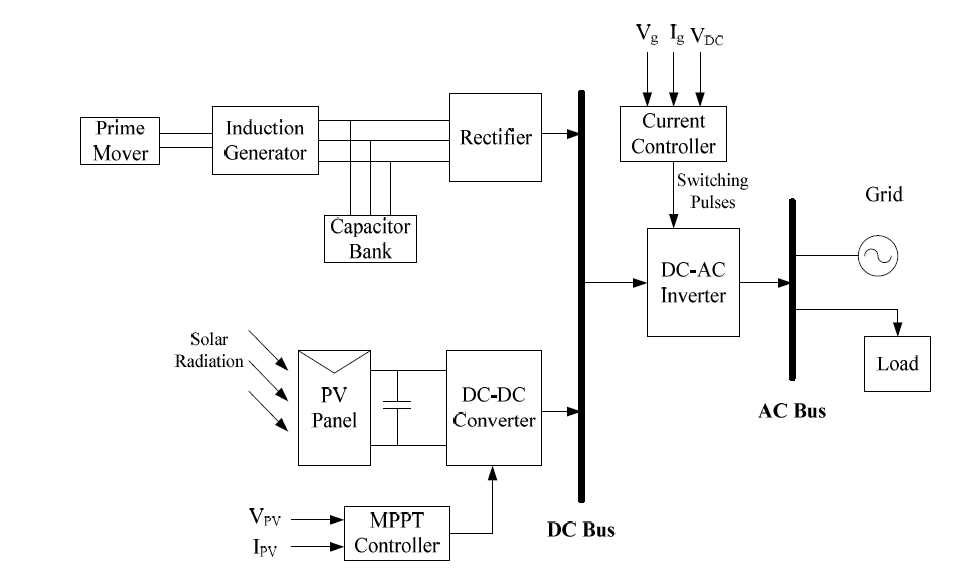 Vg Ig VDC
Prime
Mover
Induction
Generator
Rectifier
Current
Controller
Capacitor
Bank
Switching
Pulses
Grid
DC-AC
Inverter
Solar
Radiation
PV
Panel
DC-DC
Converter
Load
AC Bus
VPV
IPV
MPPT
Controller
DC Bus